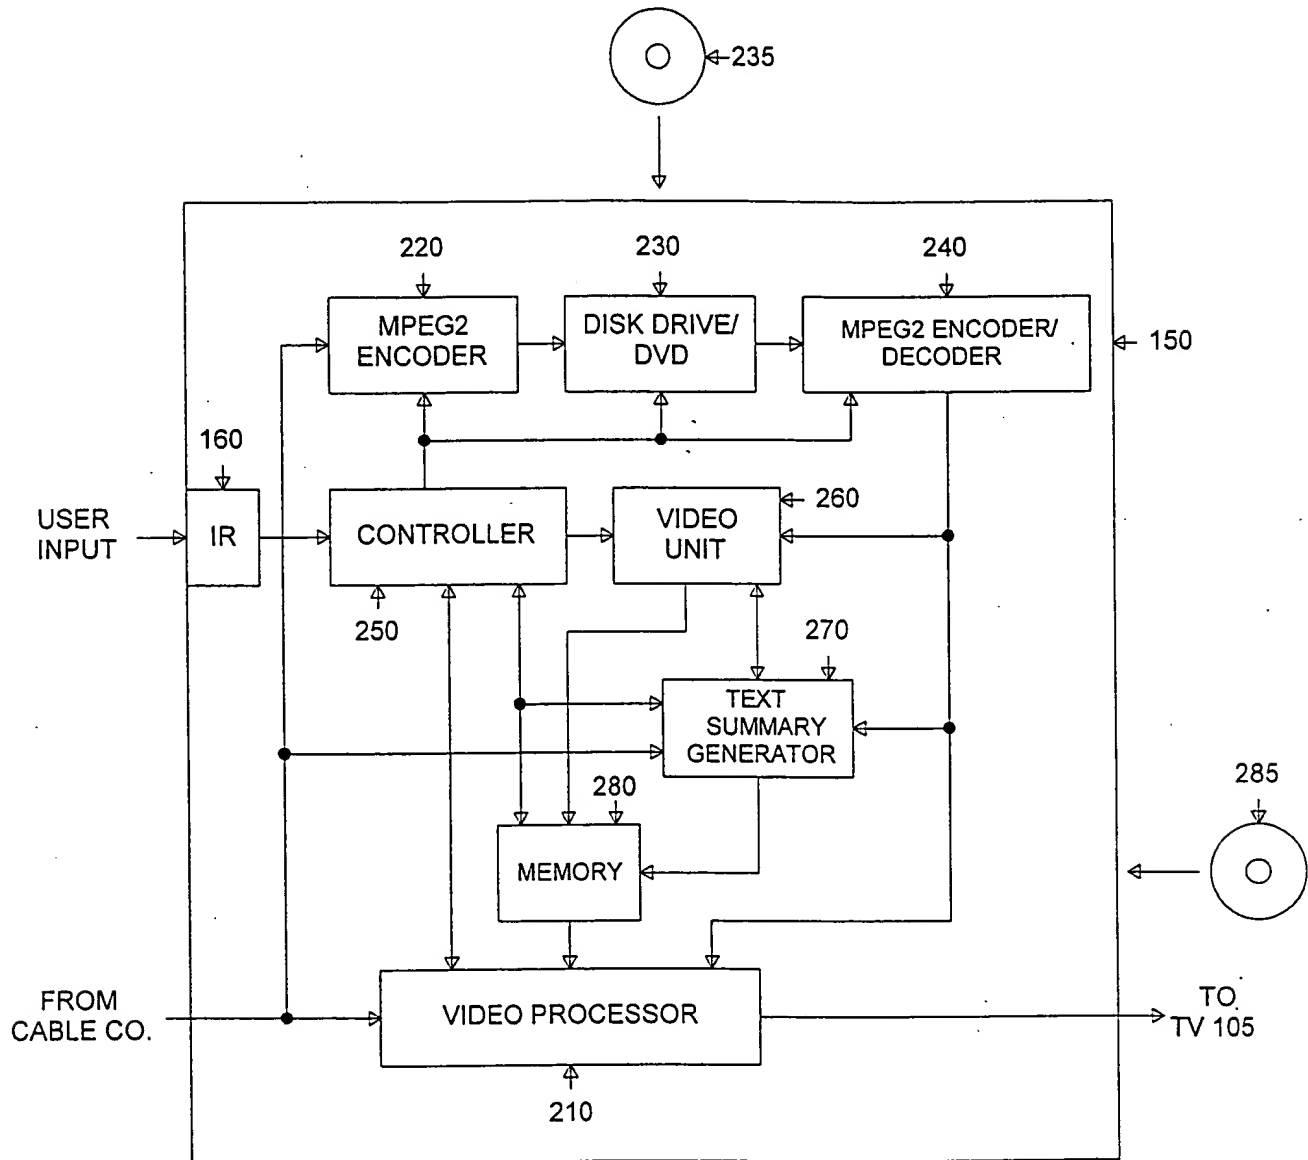 235
220
230
240
MPEG2
ENCODER
DISK DRIVE/
DVD
MPEG2 ENCODER/
DECODER
150
160
USER
INPUT
IR
CONTROLLER
VIDEO
UNIT
260
250
270
TEXT
SUMMARY
GENERATOR
280
285
MEMORY
FROM
CABLE CO.
VIDEO PROCESSOR
TO
TV 105
210